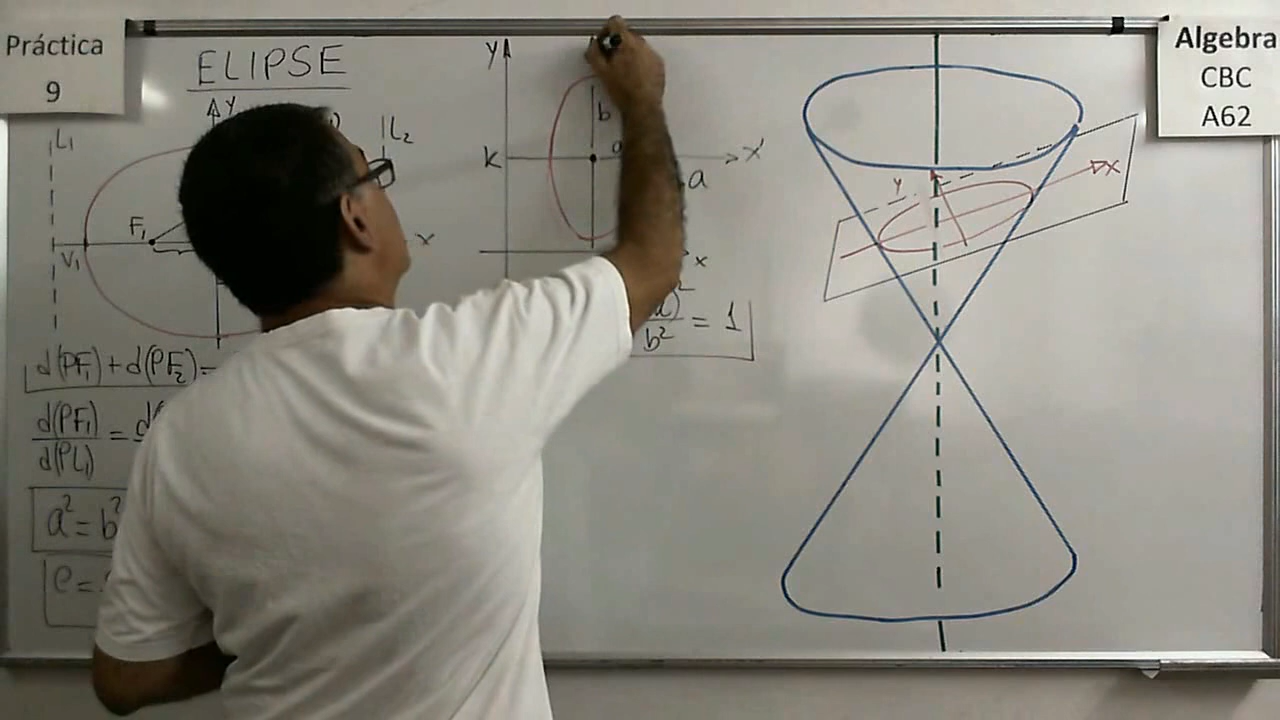 Práctica
9
ELIPSE
Algebra
CBC
A62
L₁
Y
L₂
F₁
V₁
x
d(PF₁)+d(PF₂)=
d(PF₁)
d(PL₁)
=
a²=b²
e=
Y
b
K
a
X'
x
b²
= 1
Y
X